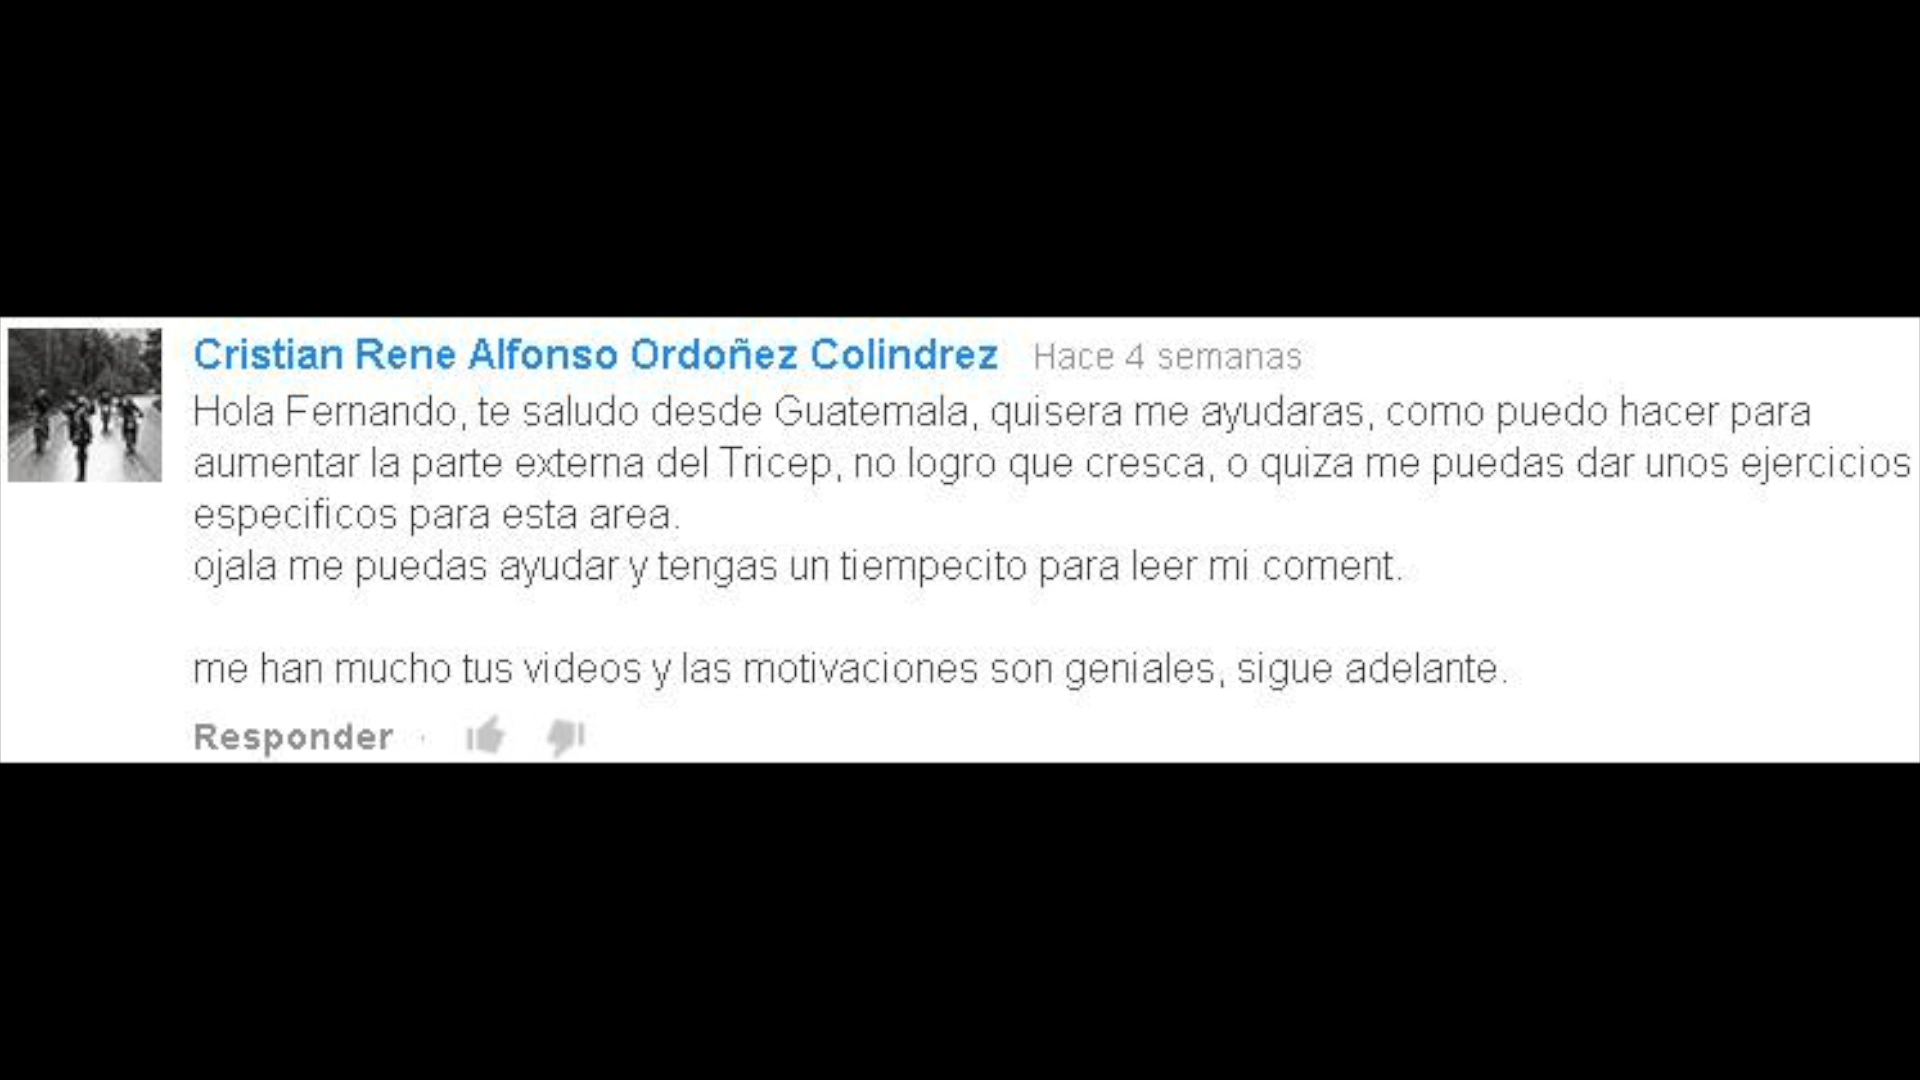 Cristian Rene Alfonso Ordoñez Colindrez Hace 4 semanas
Hola Fernando, te saludo desde Guatemala, quisera me ayudaras, como puedo hacer para
aumentar la parte externa del Tricep, no logro que cresca, o quiza me puedas dar unos ejercicios
especificos para esta area.
ojala me puedas ayudar y tengas un tiempecito para leer mi coment.
me han mucho tus videos y las motivaciones son geniales, sigue adelante.
Responder